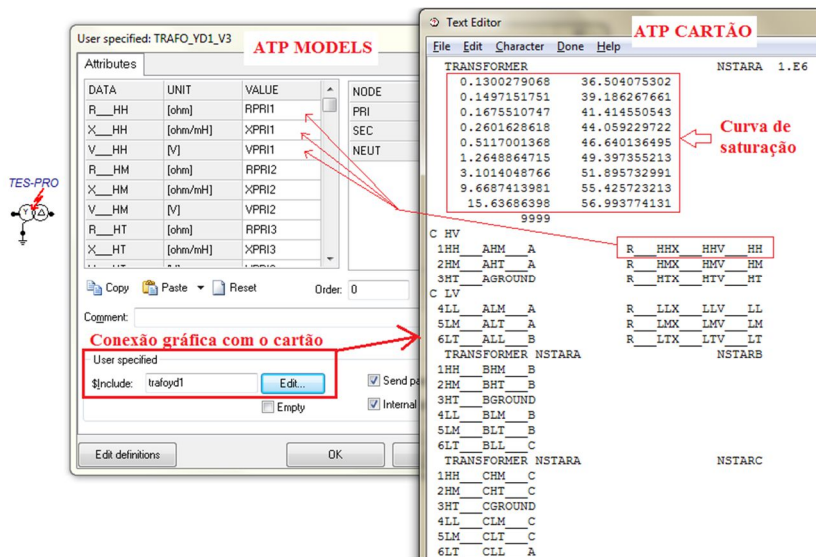 User specified: TRAFO_YD1_V3
ATP MODELS
Attributes
DATA UNIT VALUE
R___HH [ohm] RPRI1
X___HH [ohm/mH] XPRI1
V___HH [V] VPRI1
R___HM [ohm] RPRI2
X___HM [ohm/mH] XPRI2
V___HM [V] VPRI2
R___HT [ohm] RPRI3
X___HT [ohm/mH] XPRI3
NODE
PRI
SEC
NEUT
TES-PRO
Copy Paste Reset Order: 0
Comment:
Conexão gráfica com o cartão
User specified
$Include: trafoyd1 Edit...
Send pa
Empty Internal
Edit definitions OK
Text Editor
ATP CARTÃO
File Edit Character Done Help
TRANSFORMER NSTARA 1.E6
0.1300279068 36.504075302
0.1497151751 39.186267661
0.1675510747 41.414550543
0.2601628618 44.059229722
0.5117001368 46.640136495
1.2648864715 49.397355213
3.1014048766 51.895732991
9.6687413981 55.425723213
15.63686398 56.993774131
9999
Curva de
saturação
C HV
1HH___AHM___A R___HHX___HHV___HH
2HM___AHT___A R___HMX___HMV___HM
3HT___AGROUND R___HTX___HTV___HT
C LV
4LL___ALM___A R___LLX___LLV___LL
5LM___ALT___A R___LMX___LMV___LM
6LT___ALL___B R___LTX___LTV___LT
TRANSFORMER NSTARA NSTARB
1HH___BHM___B
2HM___BHT___B
3HT___BGROUND
4LL___BLM___B
5LM___BLT___B
6LT___BLL___C
TRANSFORMER NSTARA NSTARC
1HH___CHM___C
2HM___CHT___C
3HT___CGROUND
4LL___CLM___C
5LM___CLT___C
6LT___CLL___A